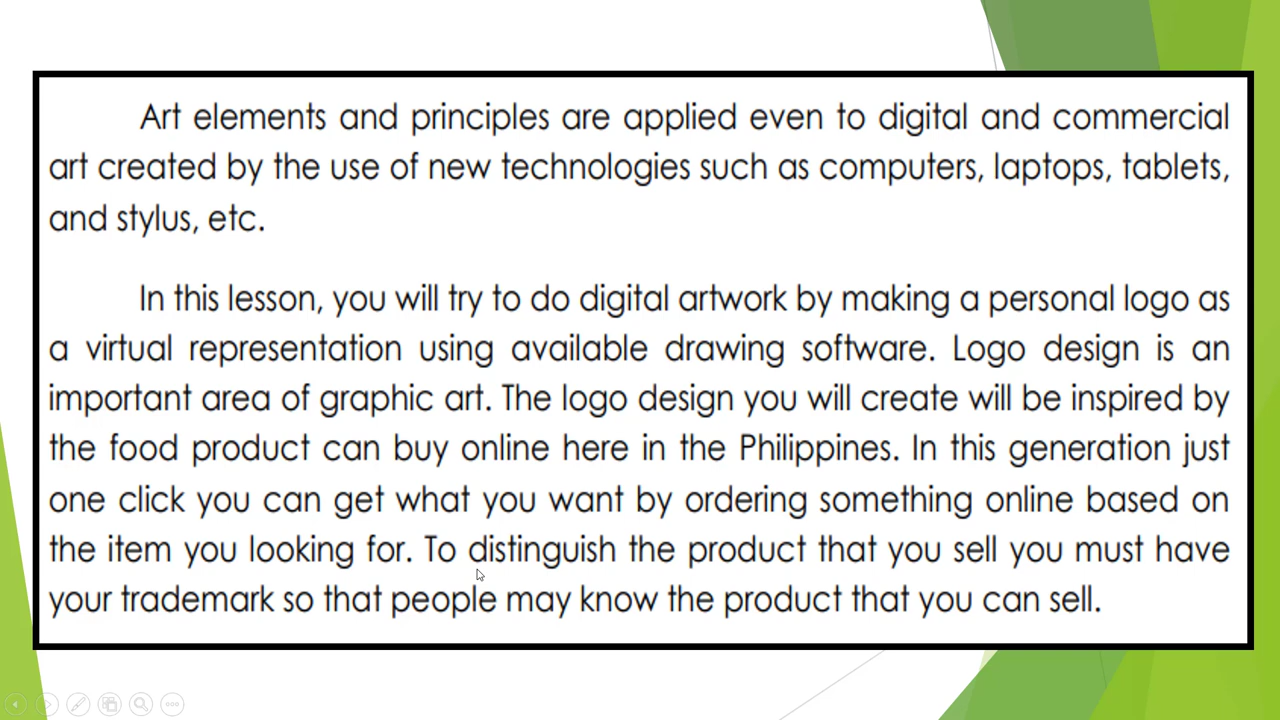 Art elements and principles are applied even to digital and commercial
art created by the use of new technologies such as computers, laptops, tablets,
and stylus, etc.
In this lesson, you will try to do digital artwork by making a personal logo as
a virtual representation using available drawing software. Logo design is an
important area of graphic art. The logo design you will create will be inspired by
the food product can buy online here in the Philippines. In this generation just
one click you can get what you want by ordering something online based on
the item you looking for. To distinguish the product that you sell you must have
your trademark so that people may know the product that you can sell.